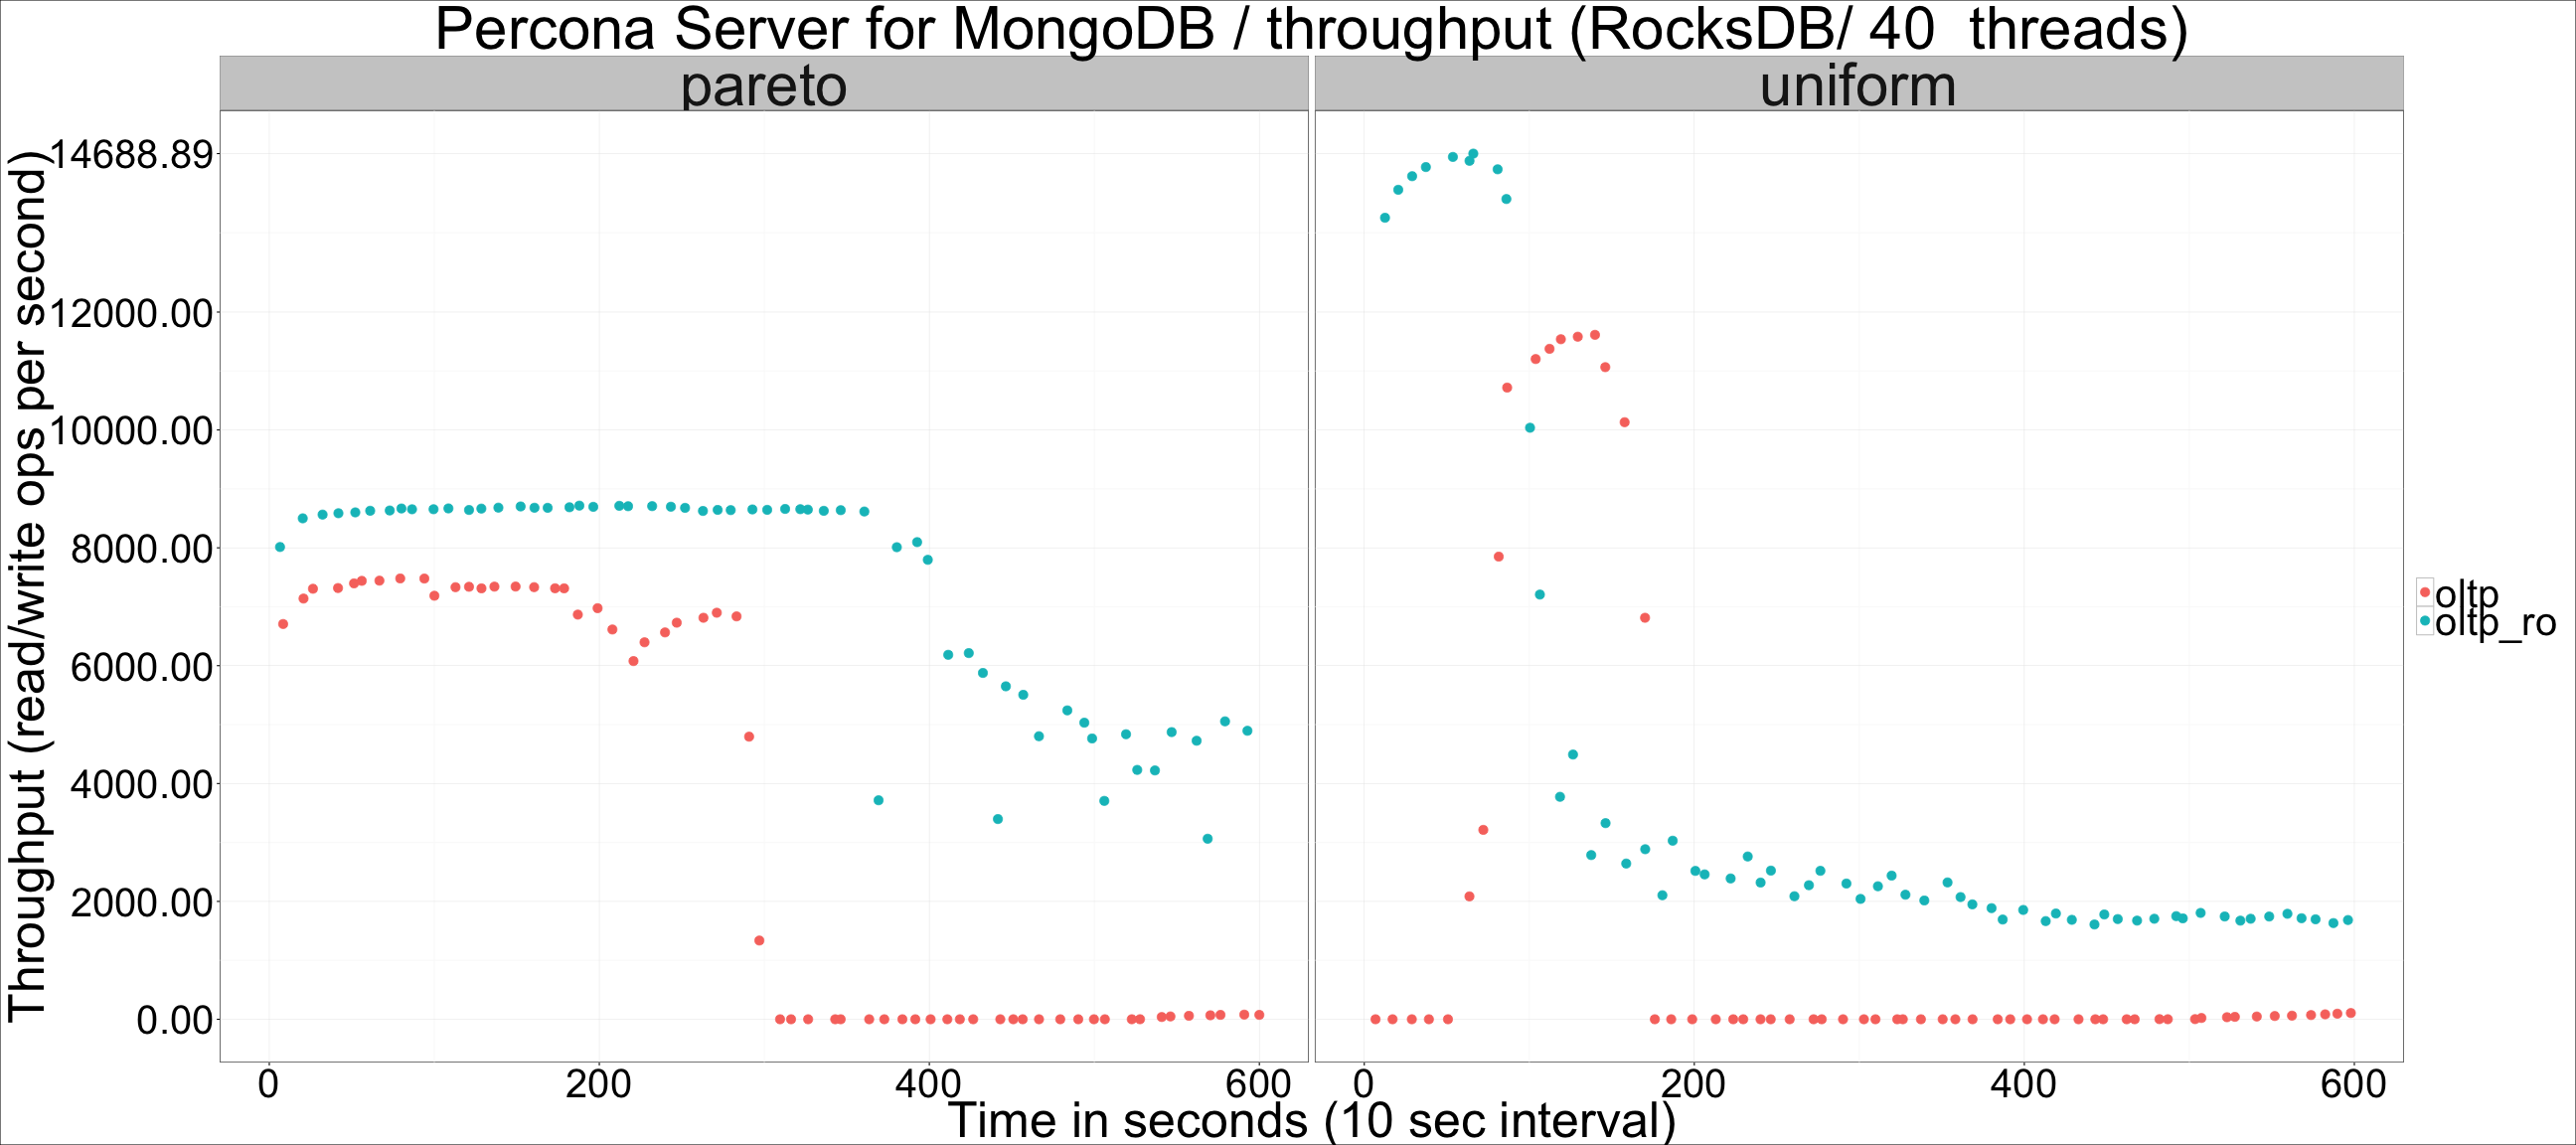 Percona Server for MongoDB / throughput (RocksDB/ 40  threads)
pareto
uniform
Throughput (read/write ops per second)
14688.89
12000.00
10000.00
8000.00
6000.00
4000.00
2000.00
0.00
0 200 400 600
0 200 400 600
Time in seconds (10 sec interval)
oltp
oltp_ro